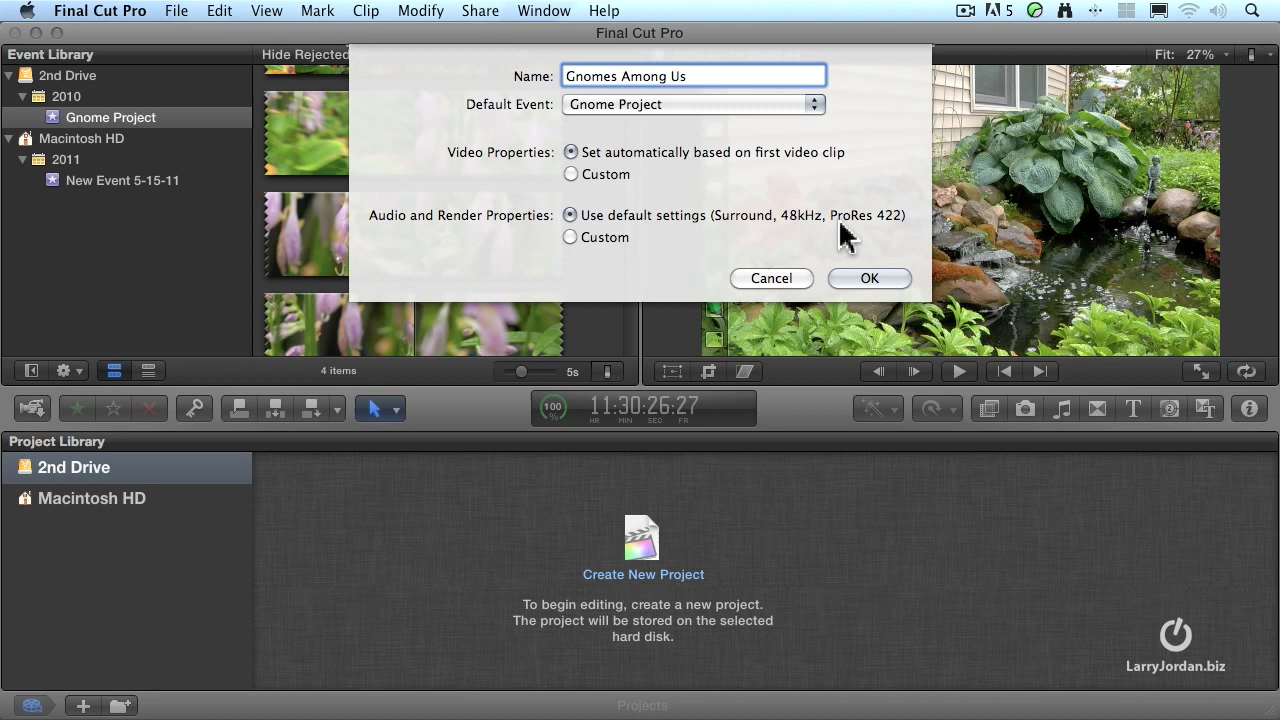 Final Cut Pro File Edit View Mark Clip Modify Share Window Help 5
Final Cut Pro
Event Library
Hide Rejected
Fit: 27%
2nd Drive
2010
Gnome Project
Macintosh HD
2011
New Event 5-15-11
Name: Gnomes Among Us
Default Event: Gnome Project
Video Properties: Set automatically based on first video clip
Custom
Audio and Render Properties: Use default settings (Surround, 48kHz, ProRes 422)
Custom
Cancel OK
4 items
5s
100 %
11:30:26:27
HR MIN SEC FR
Project Library
2nd Drive
Macintosh HD
Create New Project
To begin editing, create a new project.
The project will be stored on the selected
hard disk.
LarryJordan.biz
Projects